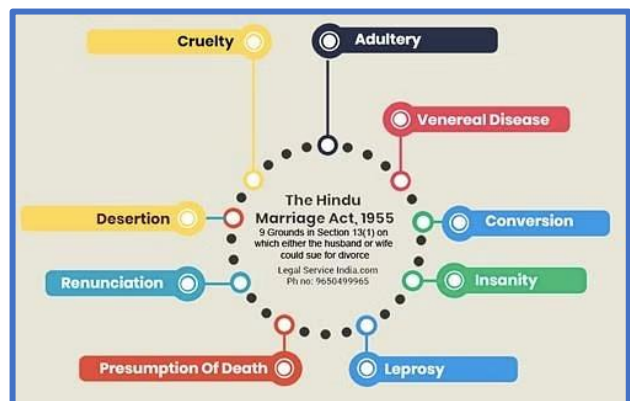 Cruelty
Adultery
Venereal Disease
Desertion
The Hindu
Marriage Act, 1955
9 Grounds in Section 13(1) on
which either the husband or wife
could sue for divorce
Legal Service India.com
Ph no: 9650499965
Conversion
Renunciation
Insanity
Presumption Of Death
Leprosy